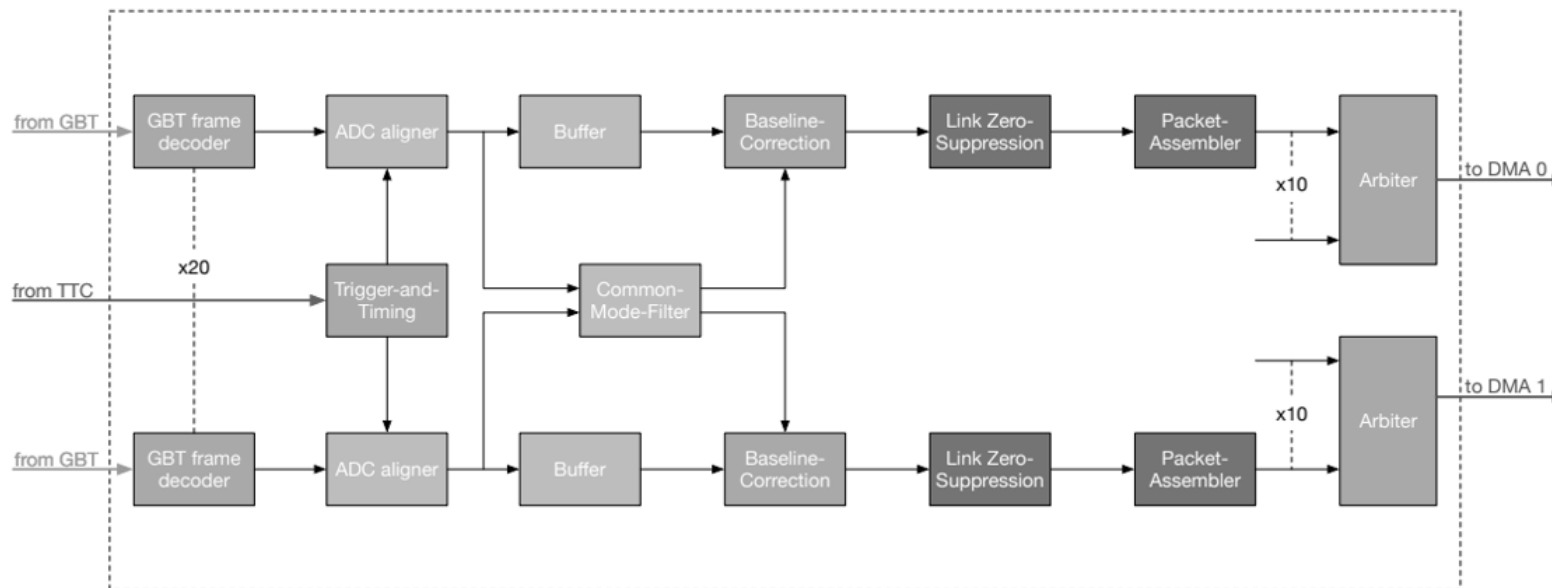 from GBT
GBT frame
decoder
ADC aligner
Buffer
Baseline-
Correction
Link Zero-
Suppression
Packet-
Assembler
x10
Arbiter
to DMA 0
x20
from TTC
Trigger-and-
Timing
Common-
Mode-Filter
from GBT
GBT frame
decoder
ADC aligner
Buffer
Baseline-
Correction
Link Zero-
Suppression
Packet-
Assembler
x10
Arbiter
to DMA 1